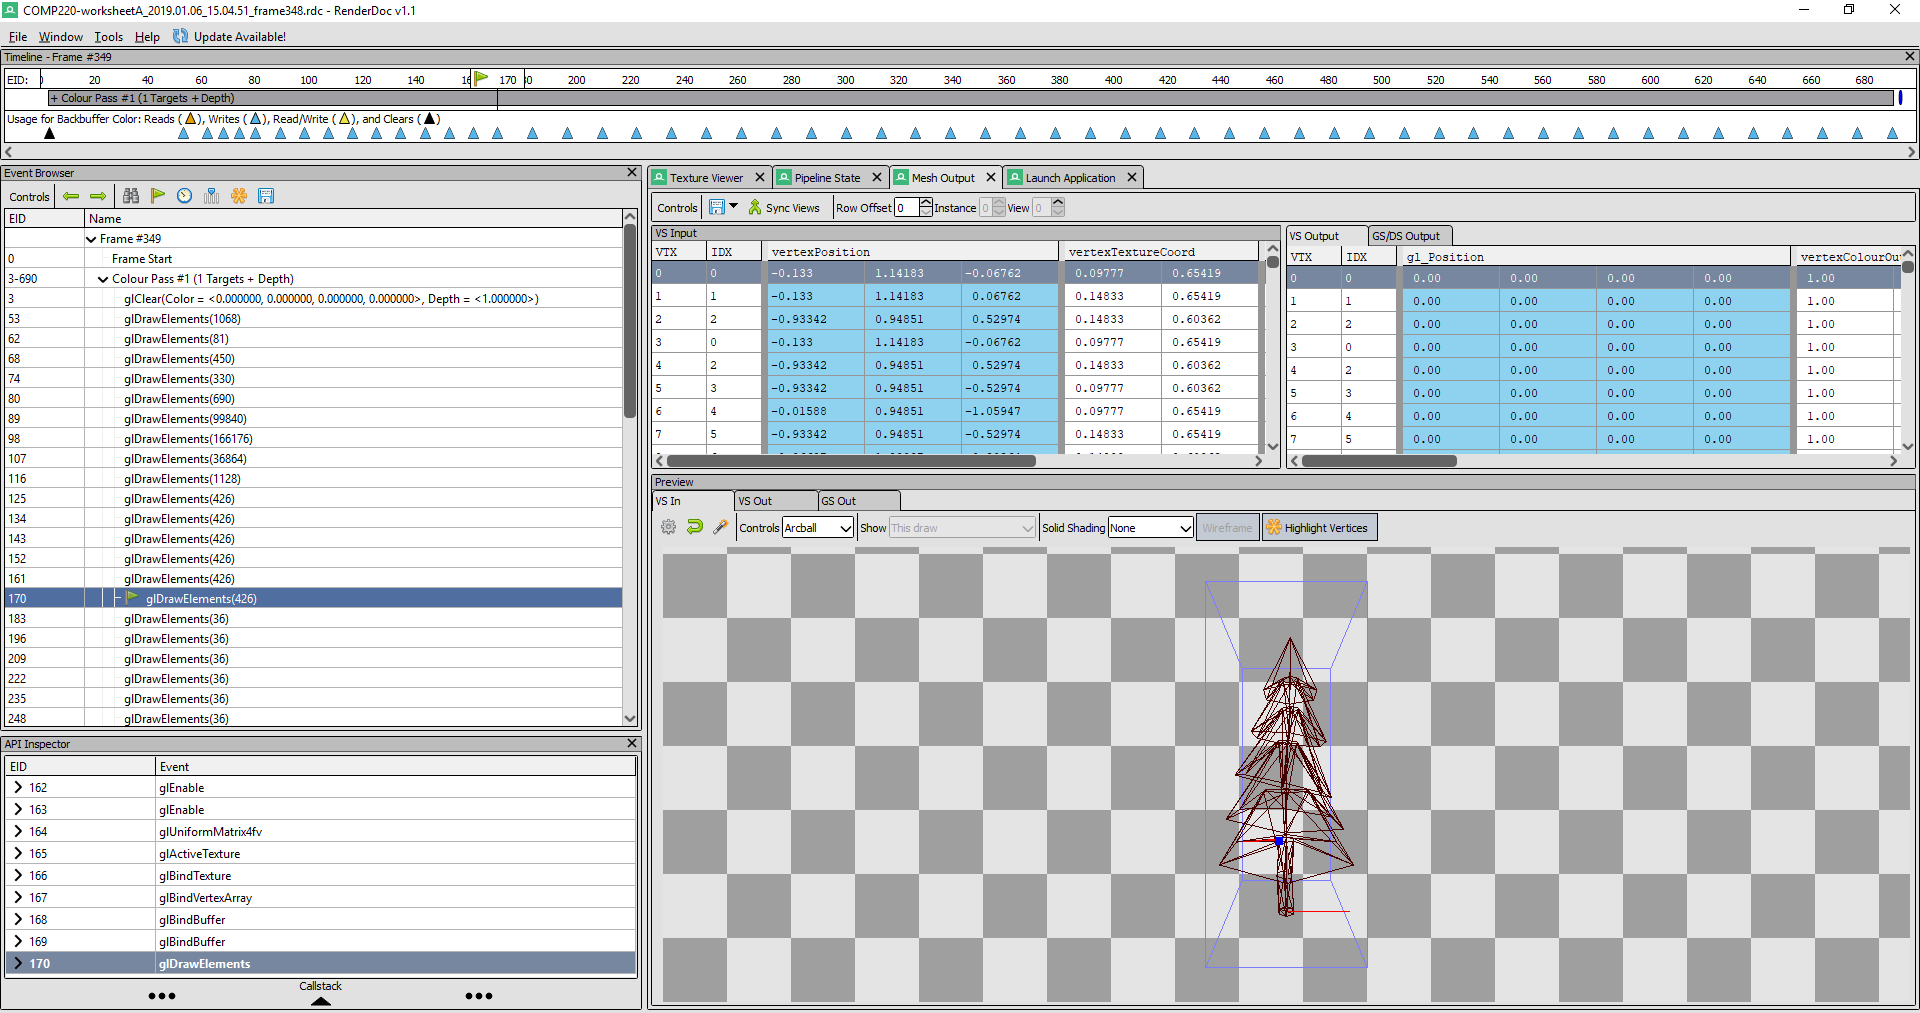 COMP220-worksheetA_2019.01.06_15.04.51_frame348.rdc - RenderDoc v1.1
File Window Tools Help Update Available!
Timeline - Frame #349
EID: 20 40 60 80 100 120 140 170 200 220 240 260 280 300 320 340 360 380 400 420 440 460 480 500 520 540 560 580 600 620 640 660 680
+ Colour Pass #1 (1 Targets + Depth)
Usage for Backbuffer Color: Reads ( ), Writes ( ), Read/Write ( ), and Clears ( )
Event Browser
Controls
EID Name
Frame #349
0 Frame Start
3-690 Colour Pass #1 (1 Targets + Depth)
3 glClear(Color = <0.000000, 0.000000, 0.000000, 0.000000>, Depth = <1.000000>)
53 glDrawElements(1068)
62 glDrawElements(81)
68 glDrawElements(450)
74 glDrawElements(330)
80 glDrawElements(690)
89 glDrawElements(99840)
98 glDrawElements(166176)
107 glDrawElements(36864)
116 glDrawElements(1128)
125 glDrawElements(426)
134 glDrawElements(426)
143 glDrawElements(426)
152 glDrawElements(426)
161 glDrawElements(426)
170 glDrawElements(426)
183 glDrawElements(36)
196 glDrawElements(36)
209 glDrawElements(36)
222 glDrawElements(36)
235 glDrawElements(36)
248 glDrawElements(36)
API Inspector
EID Event
162 glEnable
163 glEnable
164 glUniformMatrix4fv
165 glActiveTexture
166 glBindTexture
167 glBindVertexArray
168 glBindBuffer
169 glBindBuffer
170 glDrawElements
Callstack
Texture Viewer Pipeline State Mesh Output Launch Application
Controls Sync Views Row Offset 0 Instance 0 View 0
VS Input
VTX IDX vertexPosition vertexTextureCoord
0 0 -0.133 1.14183 -0.06762 0.09777 0.65419
1 1 -0.133 1.14183 0.06762 0.14833 0.65419
2 2 -0.93342 0.94851 0.52974 0.14833 0.60362
3 0 -0.133 1.14183 -0.06762 0.09777 0.65419
4 2 -0.93342 0.94851 0.52974 0.14833 0.60362
5 3 -0.93342 0.94851 -0.52974 0.09777 0.60362
6 4 -0.01588 0.94851 -1.05947 0.09777 0.65419
7 5 -0.93342 0.94851 -0.52974 0.14833 0.65419
VS Output GS/DS Output
VTX IDX gl_Position vertexColourOu
0 0 0.00 0.00 0.00 0.00 1.00
1 1 0.00 0.00 0.00 0.00 1.00
2 2 0.00 0.00 0.00 0.00 1.00
3 0 0.00 0.00 0.00 0.00 1.00
4 2 0.00 0.00 0.00 0.00 1.00
5 3 0.00 0.00 0.00 0.00 1.00
6 4 0.00 0.00 0.00 0.00 1.00
7 5 0.00 0.00 0.00 0.00 1.00
Preview
VS In VS Out GS Out
Controls Arcball Show This draw Solid Shading None Wireframe Highlight Vertices